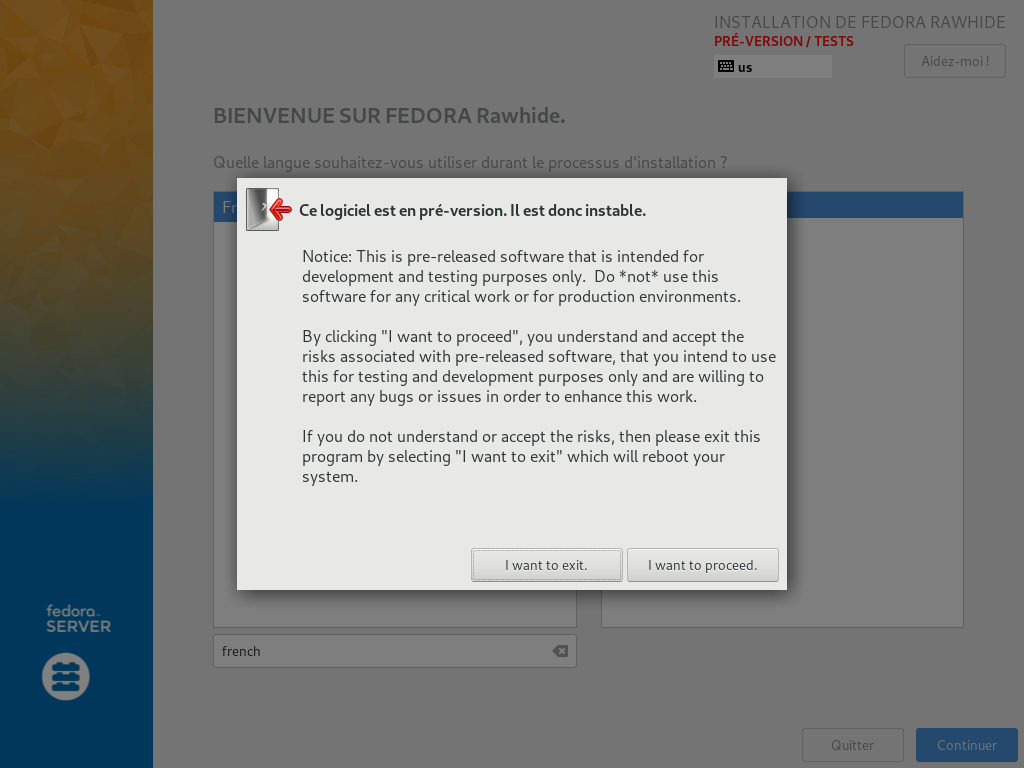 INSTALLATION DE FEDORA RAWHIDE
PRÉ-VERSION / TESTS
us
Aidez-moi !
BIENVENUE SUR FEDORA Rawhide.
Quelle langue souhaitez-vous utiliser durant le processus d'installation ?
Ce logiciel est en pré-version. Il est donc instable.
Notice: This is pre-released software that is intended for
development and testing purposes only.  Do *not* use this
software for any critical work or for production environments.
By clicking "I want to proceed", you understand and accept the
risks associated with pre-released software, that you intend to use
this for testing and development purposes only and are willing to
report any bugs or issues in order to enhance this work.
If you do not understand or accept the risks, then please exit this
program by selecting "I want to exit" which will reboot your
system.
I want to exit.
I want to proceed.
fedora
SERVER
french
Quitter
Continuer